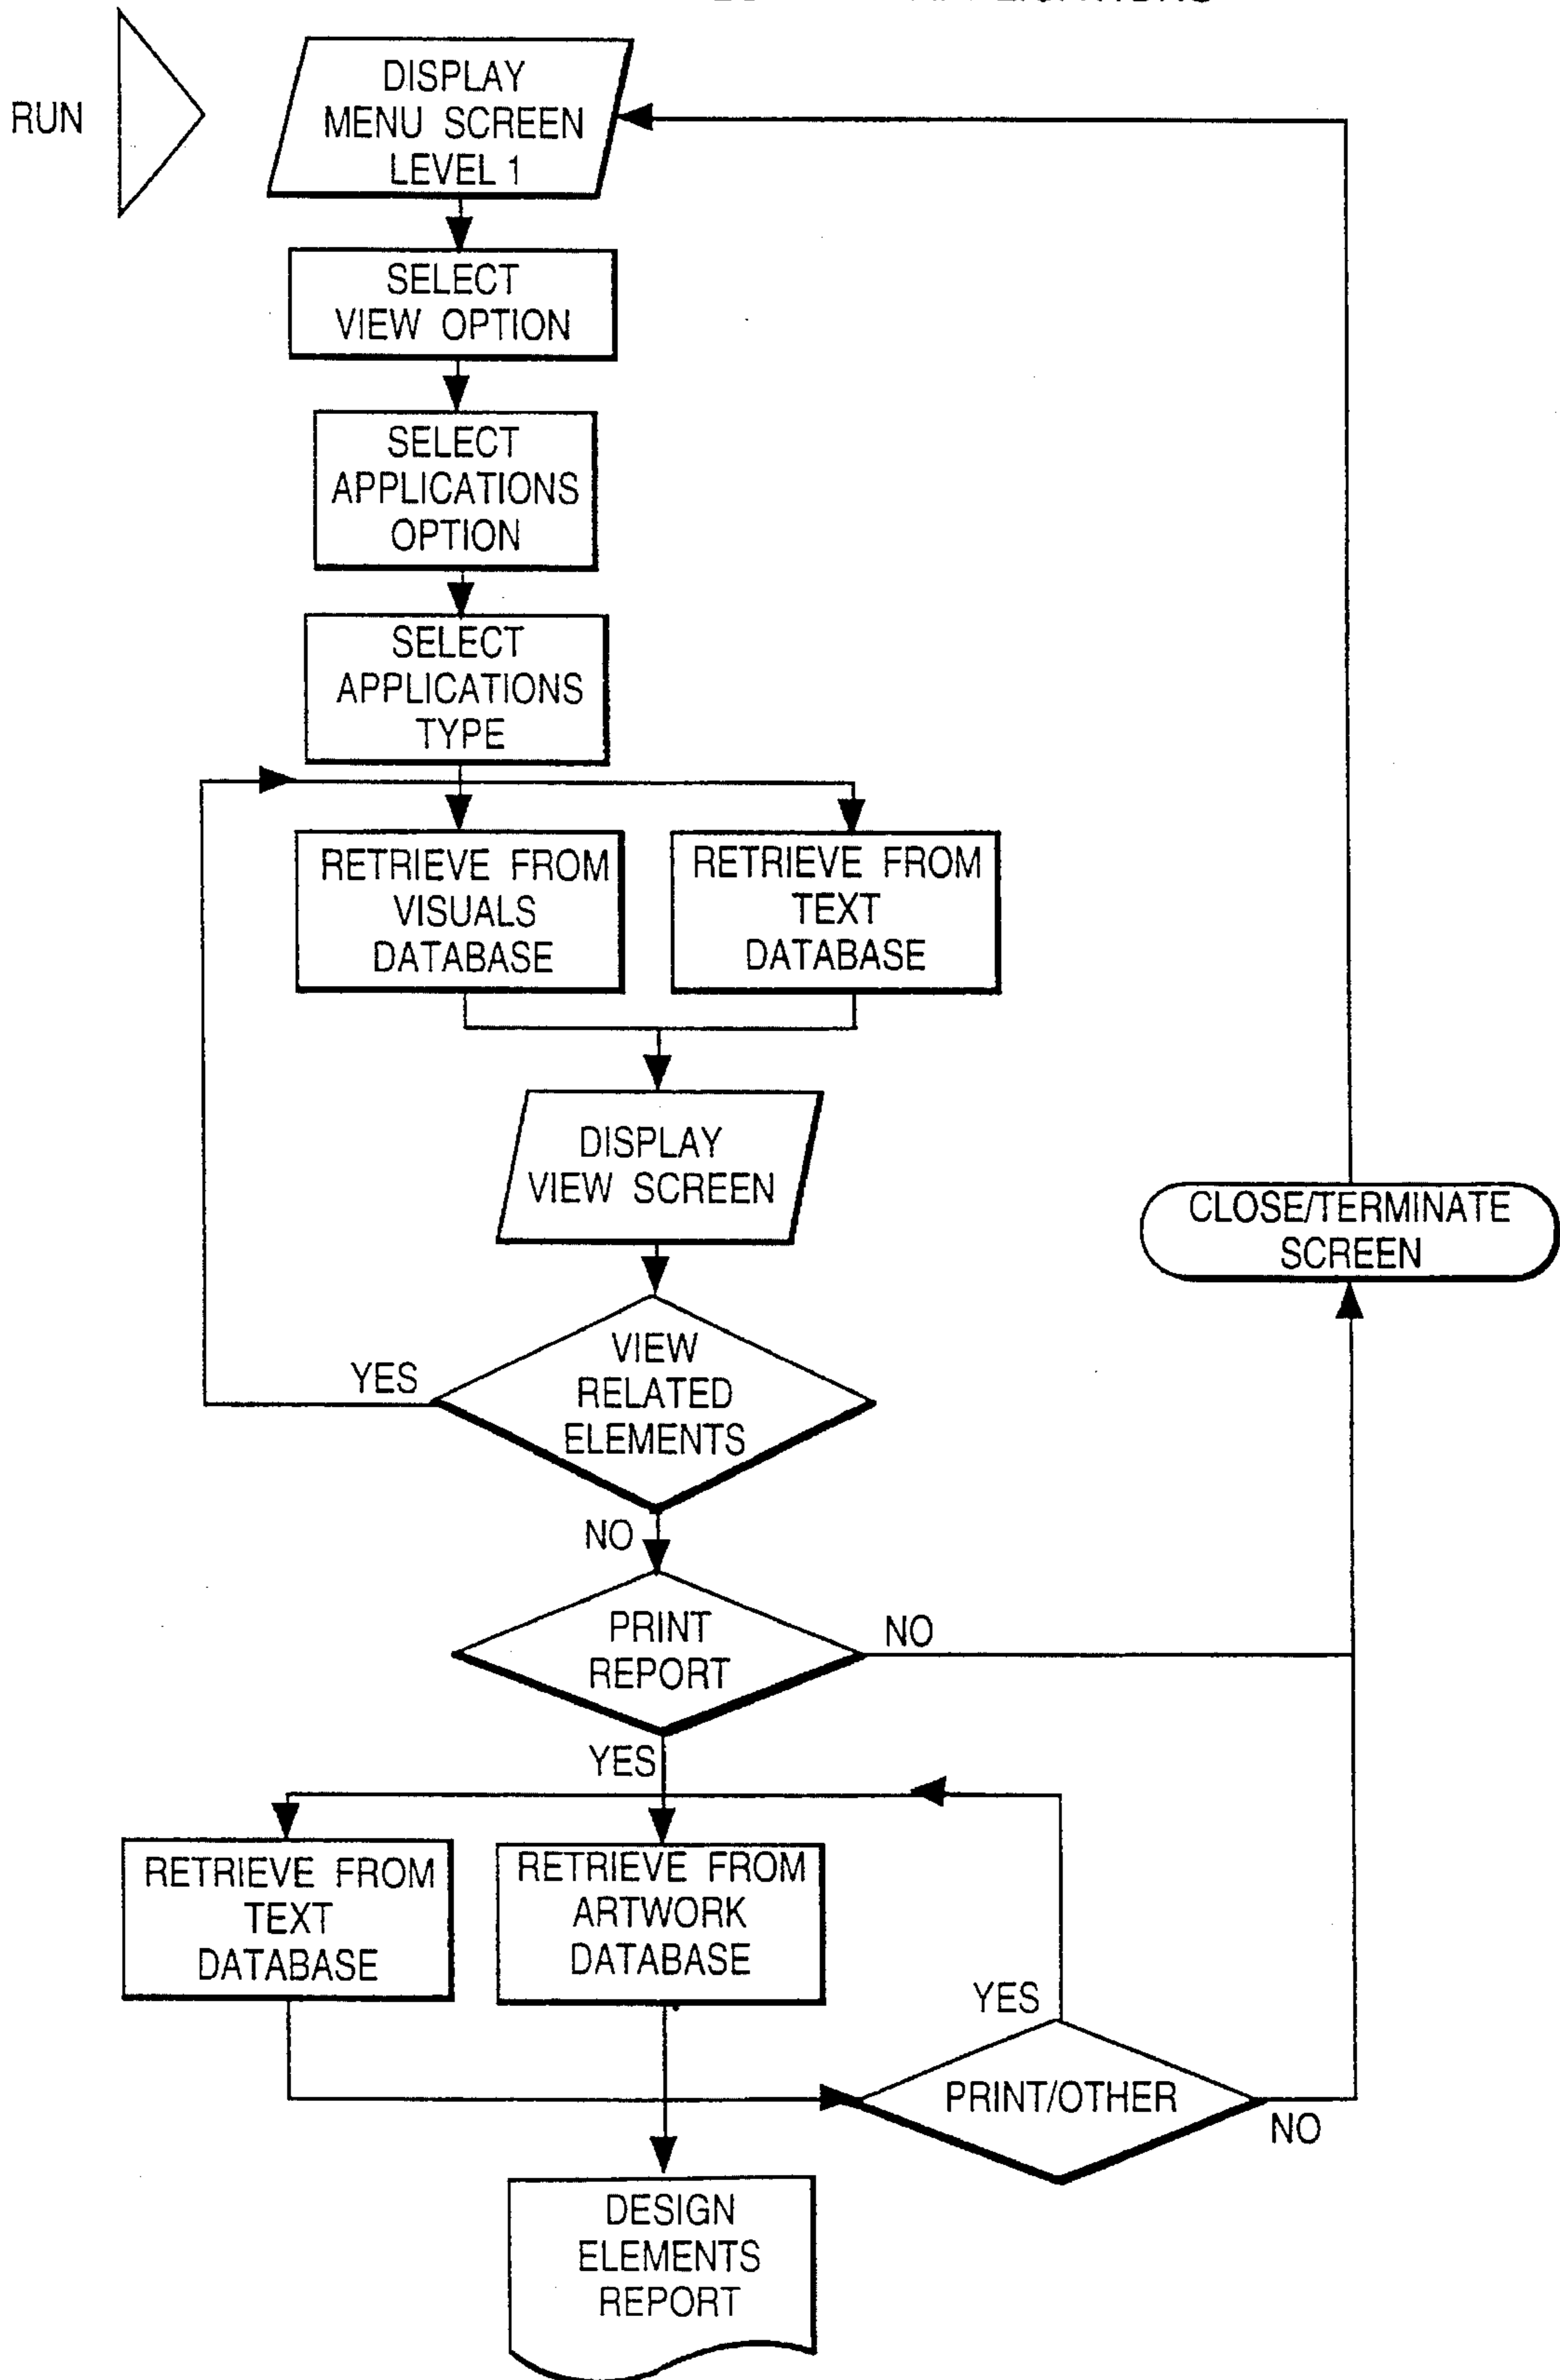 RUN
DISPLAY
MENU SCREEN
LEVEL 1
SELECT
VIEW OPTION
SELECT
APPLICATIONS
OPTION
SELECT
APPLICATIONS
TYPE
RETRIEVE FROM
VISUALS
DATABASE
RETRIEVE FROM
TEXT
DATABASE
DISPLAY
VIEW SCREEN
CLOSE/TERMINATE
SCREEN
VIEW
RELATED
ELEMENTS
YES
NO
PRINT
REPORT
NO
YES
RETRIEVE FROM
TEXT
DATABASE
RETRIEVE FROM
ARTWORK
DATABASE
YES
PRINT/OTHER
NO
DESIGN
ELEMENTS
REPORT